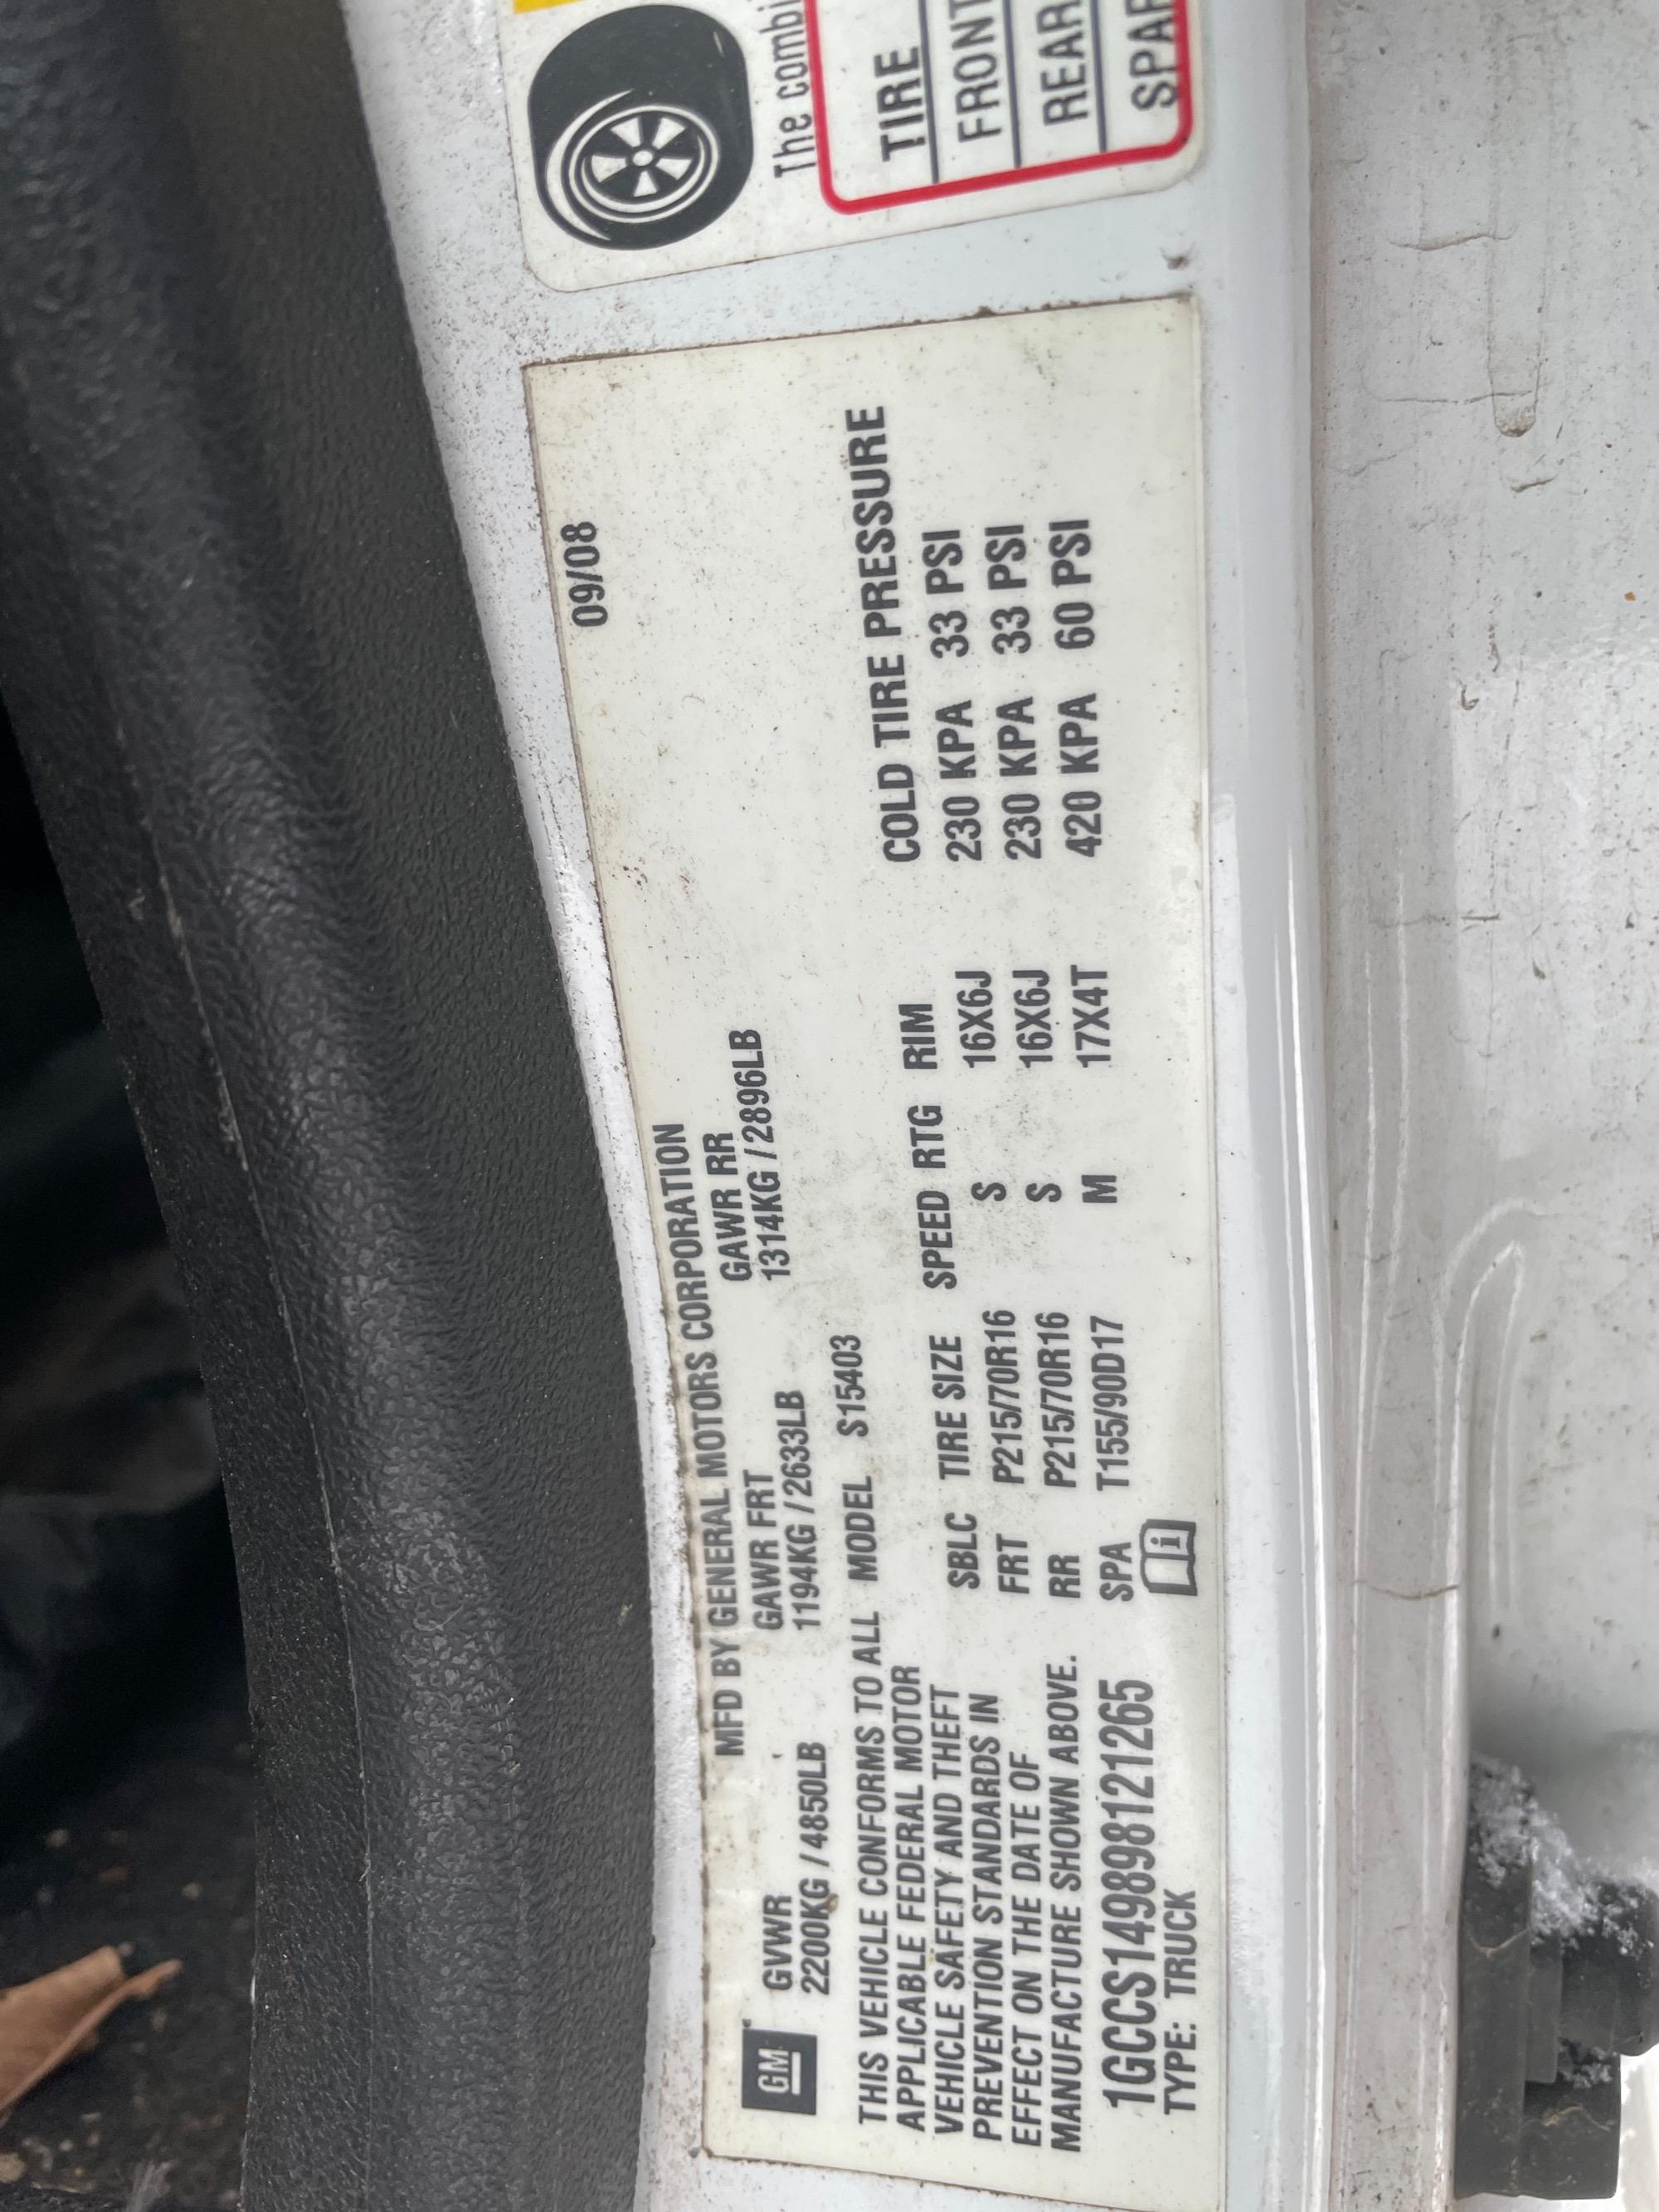 09/08
MFD BY GENERAL MOTORS CORPORATION
GM
GVWR GAWR FRT GAWR RR
2200KG / 4850LB 1194KG / 2633LB 1314KG / 2896LB
THIS VEHICLE CONFORMS TO ALL
APPLICABLE FEDERAL MOTOR
VEHICLE SAFETY AND THEFT
PREVENTION STANDARDS IN
EFFECT ON THE DATE OF
MANUFACTURE SHOWN ABOVE.
1GCCS149898121265
TYPE: TRUCK
MODEL S15403
SBLC TIRE SIZE SPEED RTG RIM COLD TIRE PRESSURE
FRT P215/70R16 S 16X6J 230 KPA 33 PSI
RR P215/70R16 S 16X6J 230 KPA 33 PSI
SPA T155/90D17 M 17X4T 420 KPA 60 PSI
i
The combi
TIRE
FRONT
REAR
SPAR